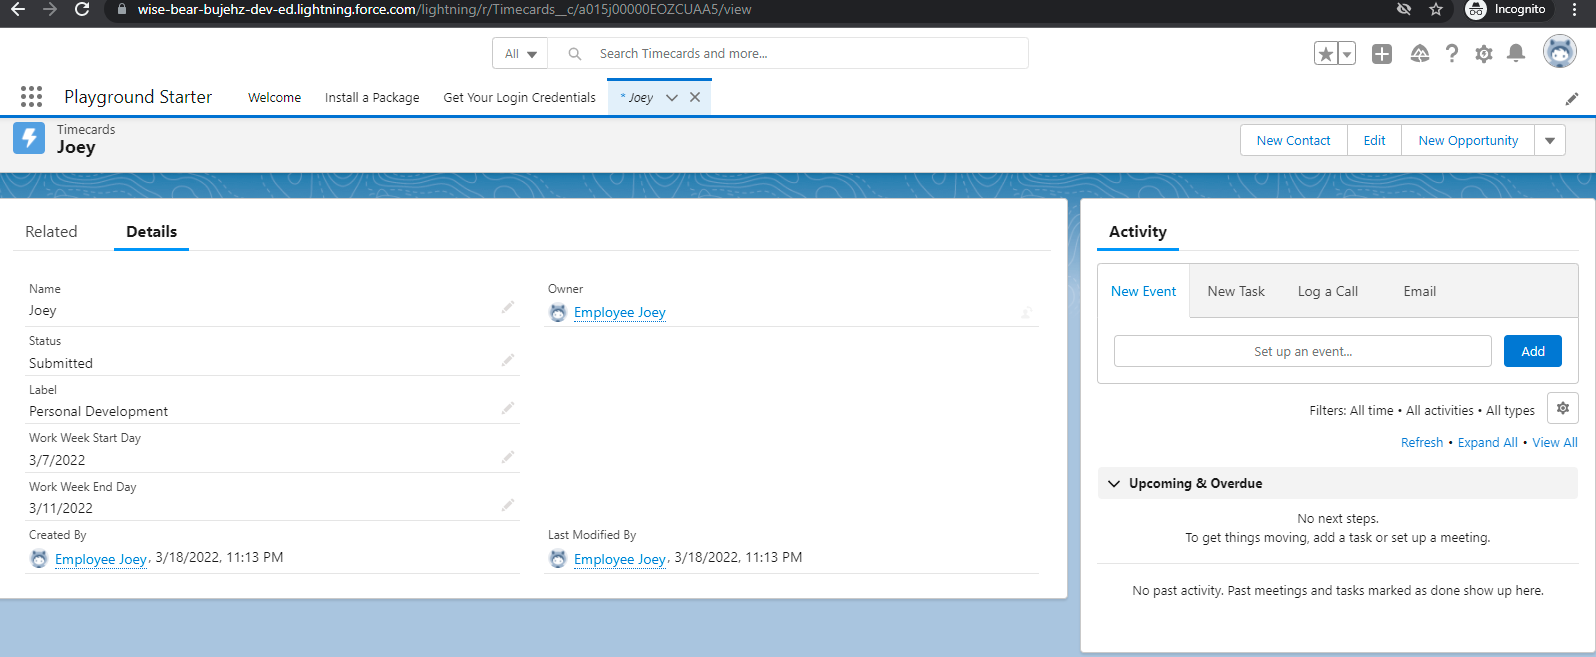 wise-bear-bujehz-dev-ed.lightning.force.com/lightning/r/Timecards__c/a015j00000EOZCUAA5/view
Incognito
All
Search Timecards and more...
Playground Starter
Welcome
Install a Package
Get Your Login Credentials
* Joey
Timecards
Joey
New Contact
Edit
New Opportunity
Related
Details
Name
Joey
Owner
Employee Joey
Status
Submitted
Label
Personal Development
Work Week Start Day
3/7/2022
Work Week End Day
3/11/2022
Created By
Employee Joey, 3/18/2022, 11:13 PM
Last Modified By
Employee Joey, 3/18/2022, 11:13 PM
Activity
New Event
New Task
Log a Call
Email
Set up an event...
Add
Filters: All time • All activities • All types
Refresh • Expand All • View All
Upcoming & Overdue
No next steps.
To get things moving, add a task or set up a meeting.
No past activity. Past meetings and tasks marked as done show up here.